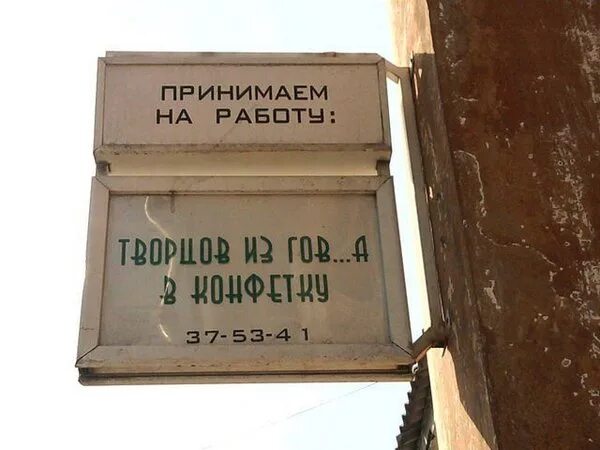 ПРИНИМАЕМ
НА РАБОТУ:
ТВОРЦОВ ИЗ ГОВ...А
В КОНФЕТКУ
37-53-41